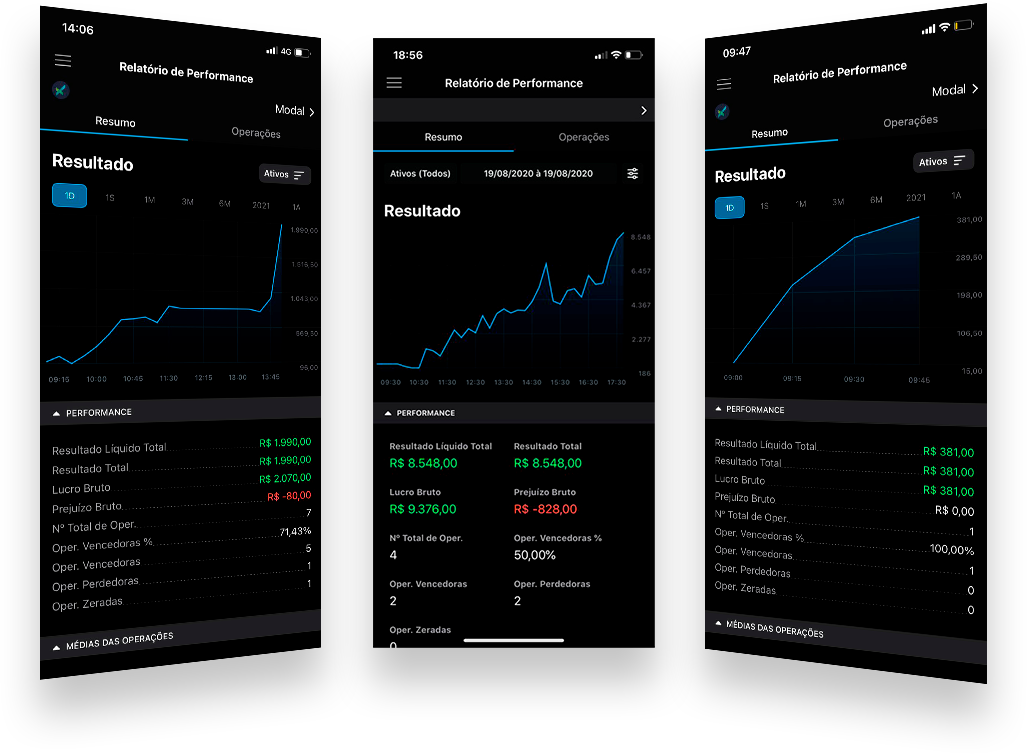 14:06
4G
Relatório de Performance
Modal
Resumo
Operações
Resultado
Ativos
1D
1S
1M
3M
6M
2021
1A
1.990,00
1.516,50
1.043,00
569,50
96,00
09:15
10:00
10:45
11:30
12:15
13:00
13:45
PERFORMANCE
Resultado Líquido Total R$ 1.990,00
Resultado Total R$ 1.990,00
Lucro Bruto R$ 2.070,00
Prejuízo Bruto R$ -80,00
Nº Total de Oper. 7
Oper. Vencedoras % 71,43%
Oper. Vencedoras 5
Oper. Perdedoras 1
Oper. Zeradas 1
MÉDIAS DAS OPERAÇÕES
18:56
Relatório de Performance
Resumo
Operações
Ativos (Todos)
19/08/2020 à 19/08/2020
Resultado
8.548
6.457
4.367
2.277
186
09:30
10:30
11:30
12:30
13:30
14:30
15:30
16:30
17:30
PERFORMANCE
Resultado Líquido Total
R$ 8.548,00
Resultado Total
R$ 8.548,00
Lucro Bruto
R$ 9.376,00
Prejuízo Bruto
R$ -828,00
Nº Total de Oper.
4
Oper. Vencedoras %
50,00%
Oper. Vencedoras
2
Oper. Perdedoras
2
Oper. Zeradas
0
09:47
Relatório de Performance
Modal
Resumo
Operações
Resultado
Ativos
1D
1S
1M
3M
6M
2021
1A
381,00
289,50
198,00
106,50
15,00
09:00
09:15
09:30
09:45
PERFORMANCE
Resultado Líquido Total R$ 381,00
Resultado Total R$ 381,00
Lucro Bruto R$ 381,00
Prejuízo Bruto R$ 0,00
Nº Total de Oper. 1
Oper. Vencedoras % 100,00%
Oper. Vencedoras 1
Oper. Perdedoras 0
Oper. Zeradas 0
MÉDIAS DAS OPERAÇÕES